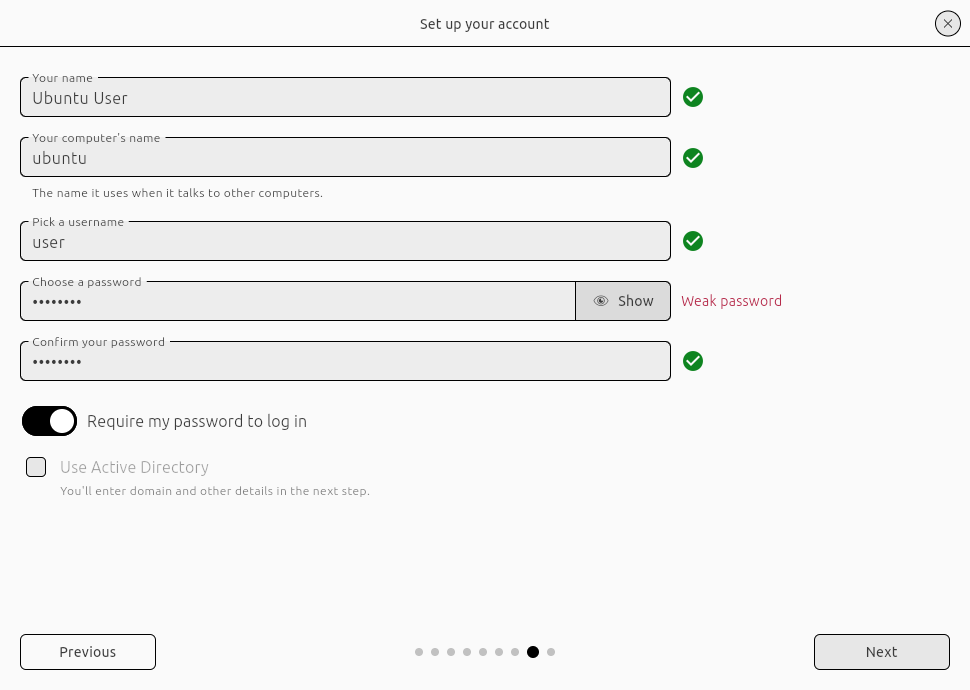 Set up your account
Your name
Ubuntu User
Your computer's name
ubuntu
The name it uses when it talks to other computers.
Pick a username
user
Choose a password
••••••••
Show
Weak password
Confirm your password
••••••••
Require my password to log in
Use Active Directory
You'll enter domain and other details in the next step.
Previous
Next